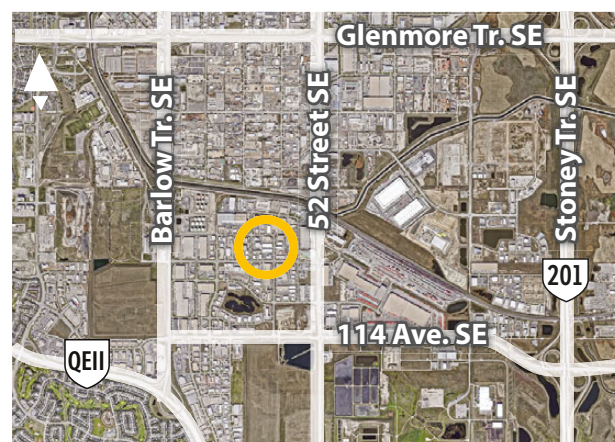 Glenmore Tr. SE
Barlow Tr. SE
52 Street SE
Stoney Tr. SE
201
114 Ave. SE
QEII